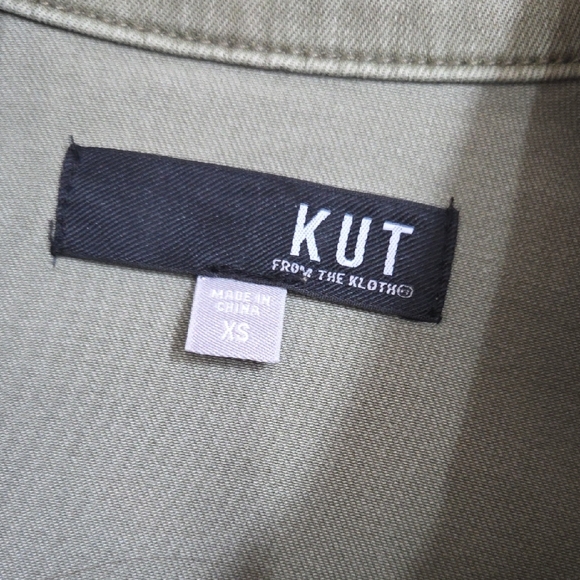 KUT
FROM THE KLOTH®
MADE IN
CHINA
XS